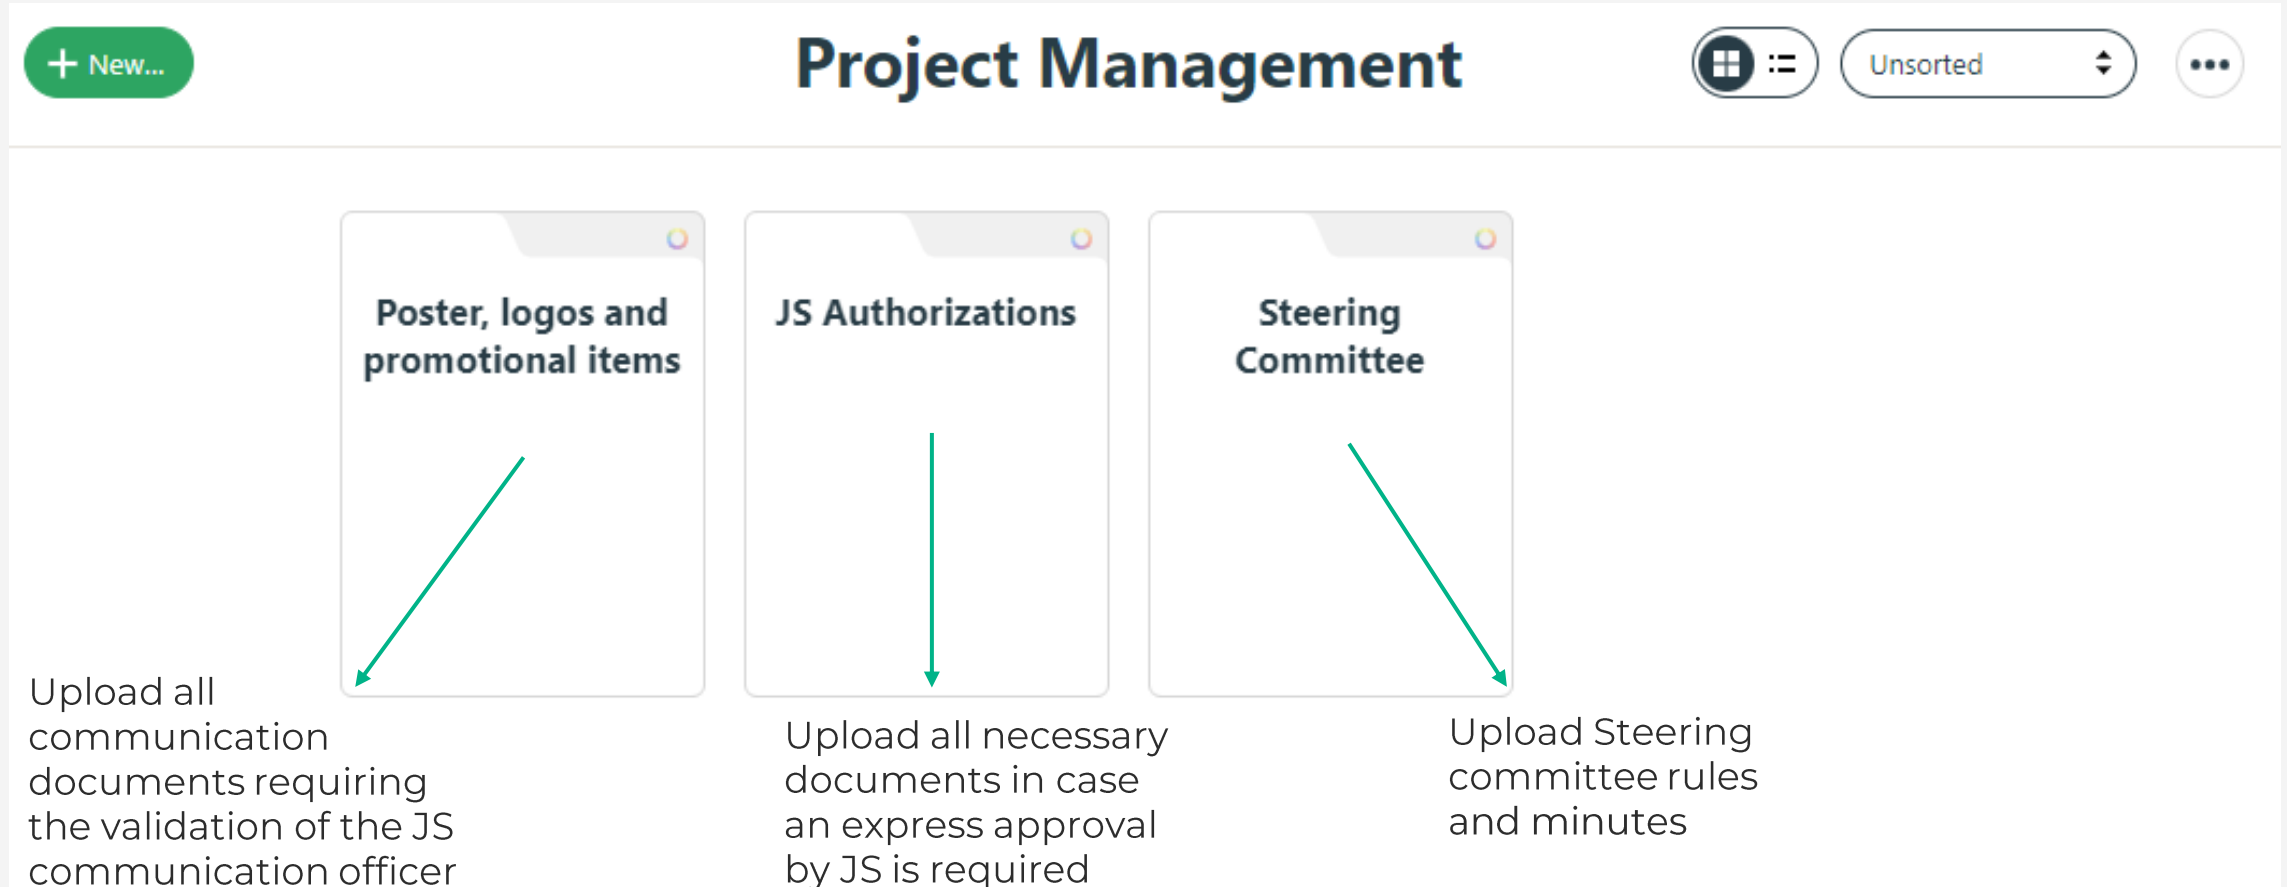 + New...
Project Management
Unsorted
Poster, logos and
promotional items
JS Authorizations
Steering
Committee
Upload all
communication
documents requiring
the validation of the JS
communication officer
Upload all necessary
documents in case
an express approval
by JS is required
Upload Steering
committee rules
and minutes